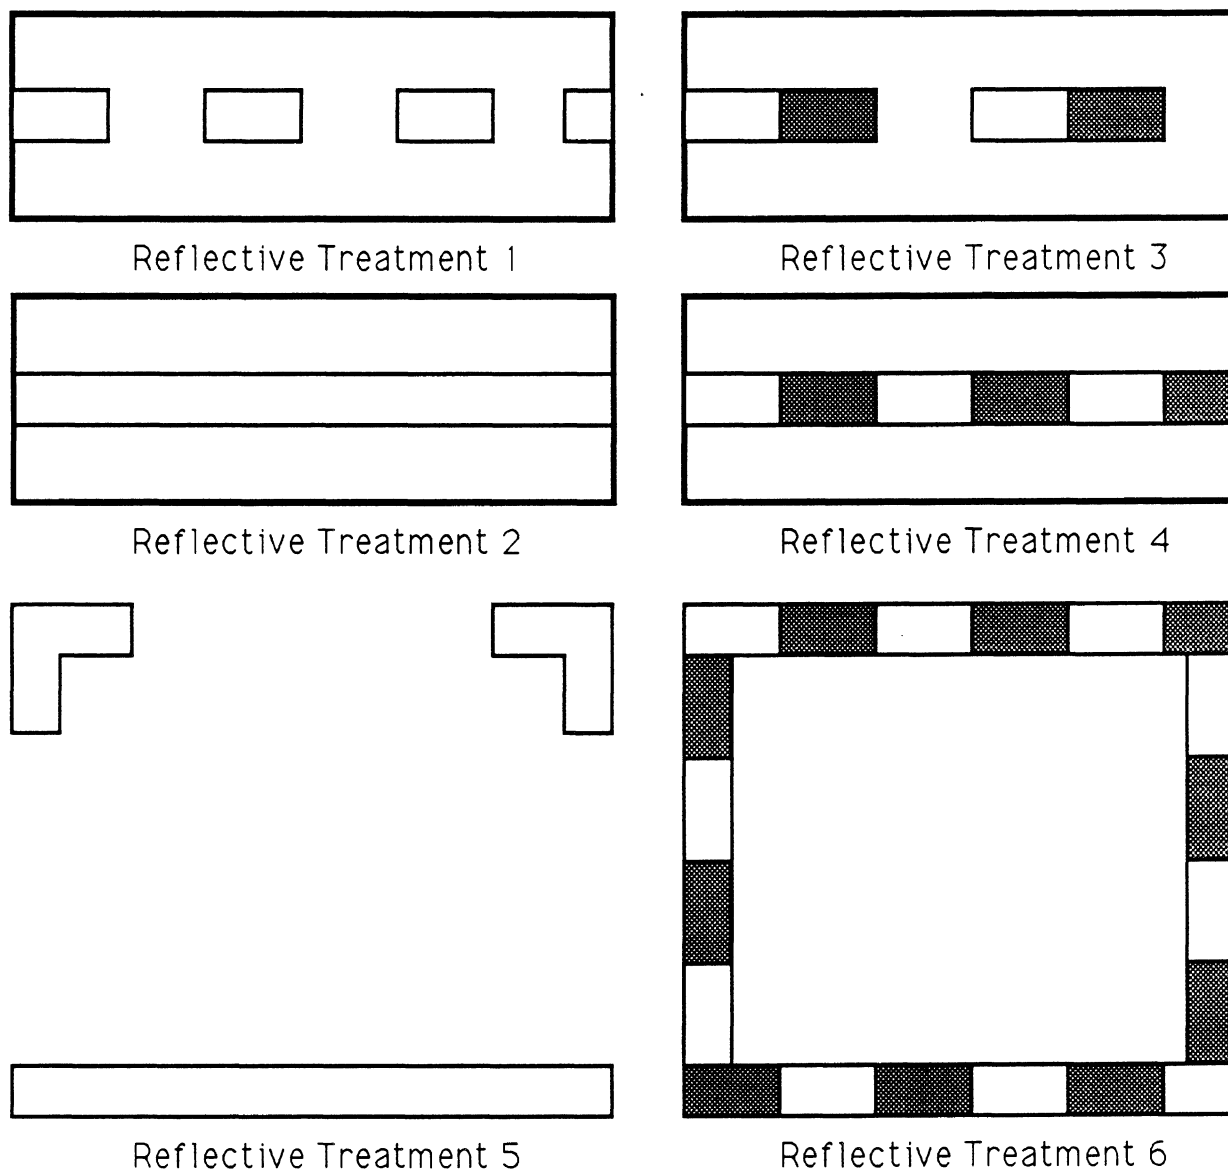 Reflective Treatment 1
Reflective Treatment 3
Reflective Treatment 2
Reflective Treatment 4
Reflective Treatment 5
Reflective Treatment 6